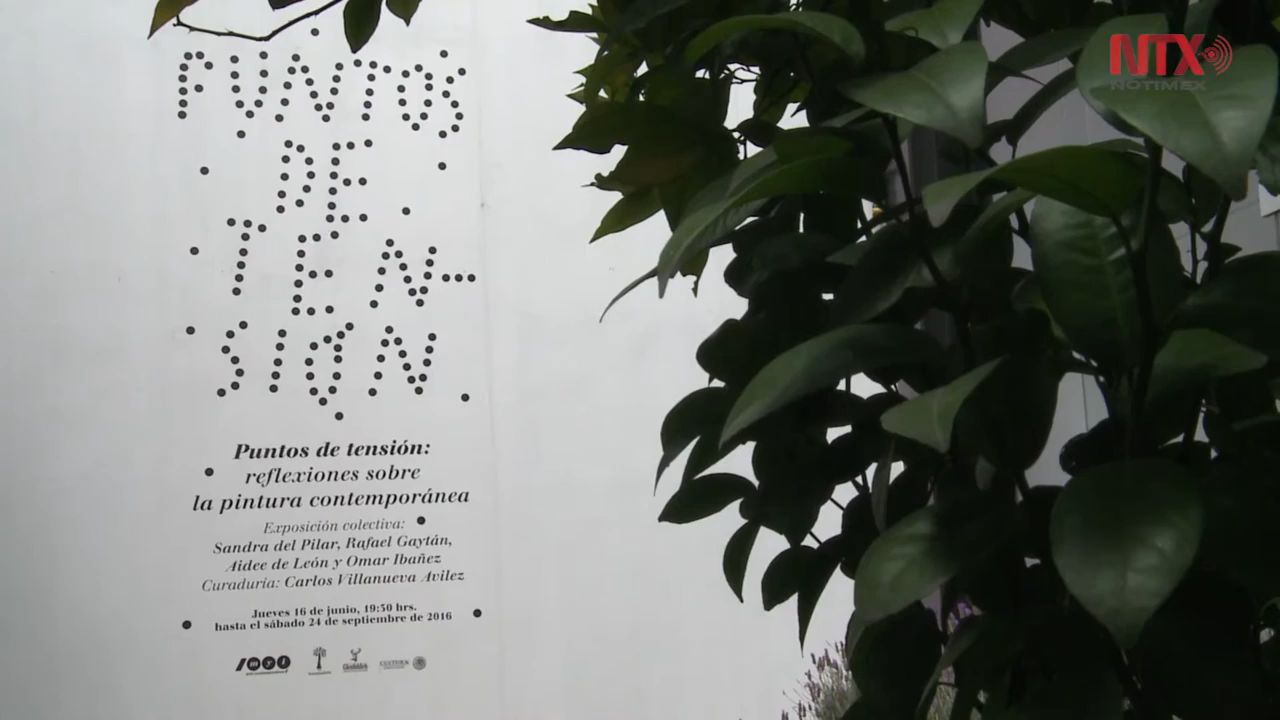 NTX
NOTIMEX
PUNTOS
DE
TEN-
SIÓN
Puntos de tensión:
reflexiones sobre
la pintura contemporánea
Exposición colectiva:
Sandra del Pilar, Rafael Gaytán,
Aidee de León y Omar Ibañez
Curaduría: Carlos Villanueva Avilez
Jueves 16 de junio, 19:30 hrs.
hasta el sábado 24 de septiembre de 2016
CULTURA